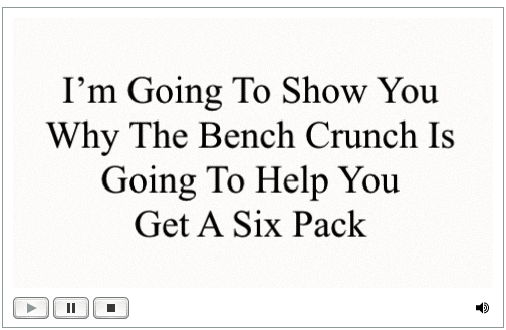 I’m Going To Show You
Why The Bench Crunch Is
Going To Help You
Get A Six Pack